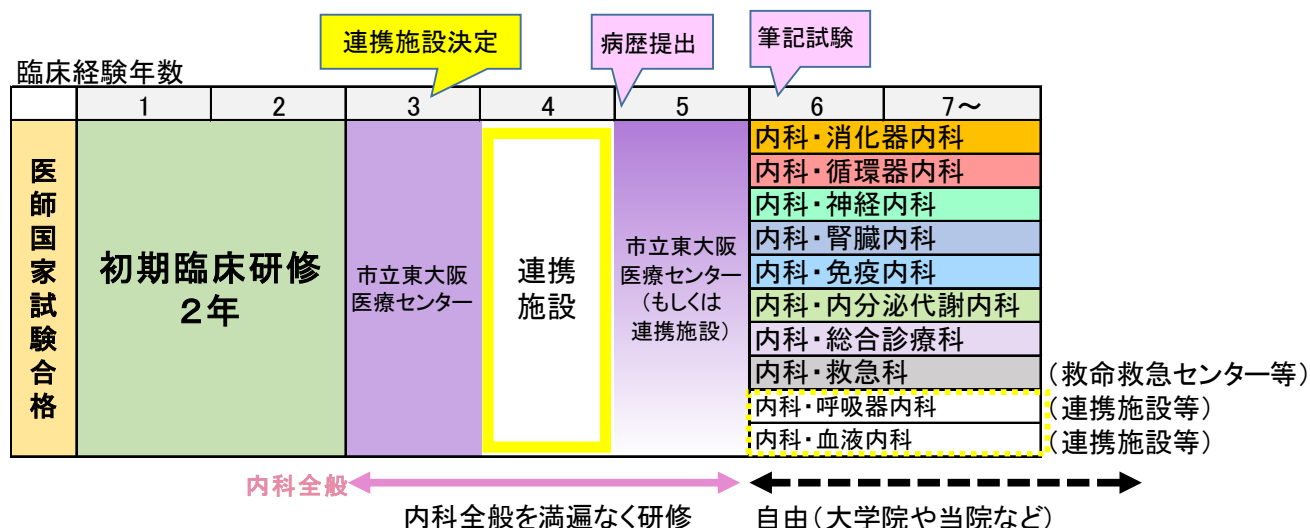 連携施設決定
病歴提出
筆記試験
臨床経験年数
1
2
3
4
5
6
7～
医師国家試験合格
初期臨床研修
２年
市立東大阪
医療センター
連携
施設
市立東大阪
医療センター
（もしくは
連携施設）
内科・消化器内科
内科・循環器内科
内科・神経内科
内科・腎臓内科
内科・免疫内科
内科・内分泌代謝内科
内科・総合診療科
内科・救急科
（救命救急センター等）
内科・呼吸器内科
（連携施設等）
内科・血液内科
（連携施設等）
内科全般
内科全般を満遍なく研修
自由（大学院や当院など）